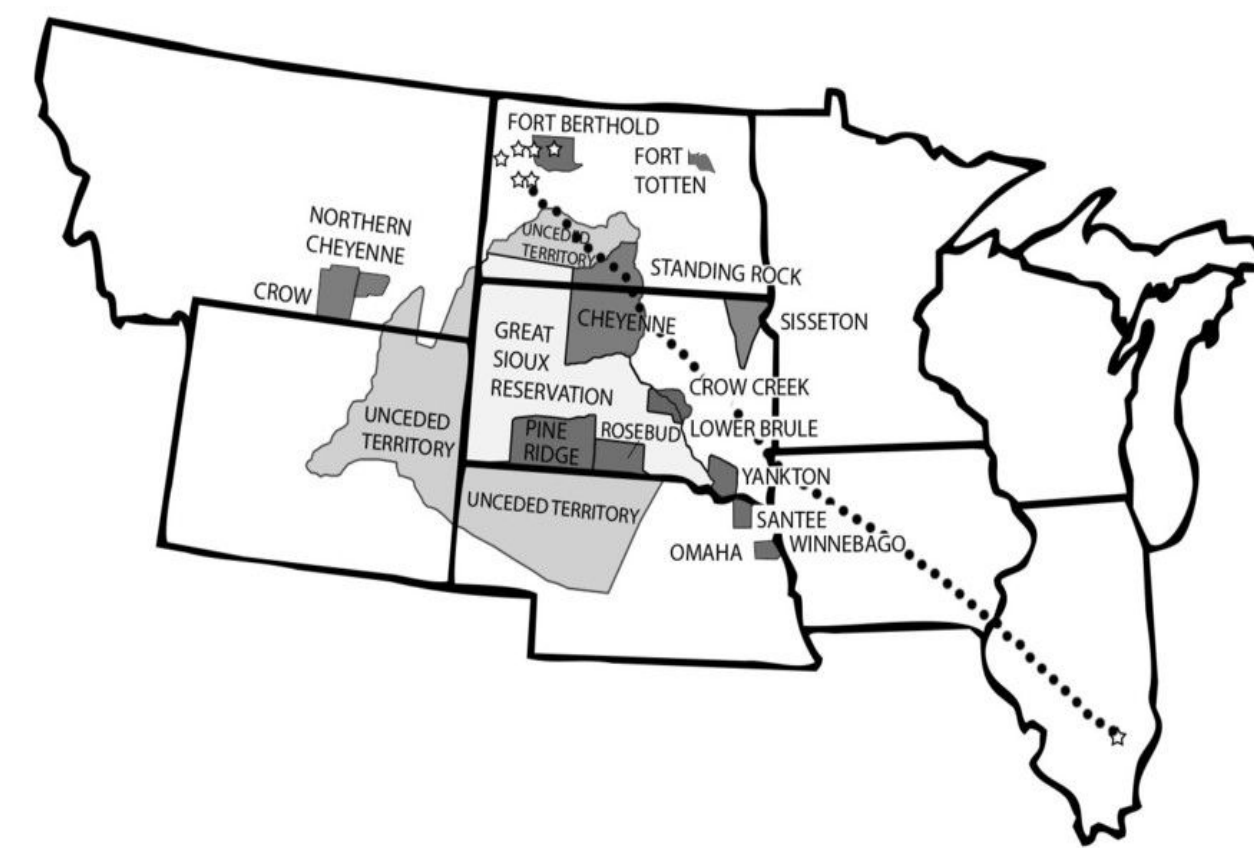 FORT BERTHOLD
FORT
TOTTEN
NORTHERN
CHEYENNE
CROW
UNCEDED
TERRITORY
STANDING ROCK
CHEYENNE
SISSETON
GREAT
SIOUX
RESERVATION
CROW CREEK
UNCEDED
TERRITORY
PINE
RIDGE
ROSEBUD
LOWER BRULE
YANKTON
UNCEDED TERRITORY
SANTEE
OMAHA
WINNEBAGO